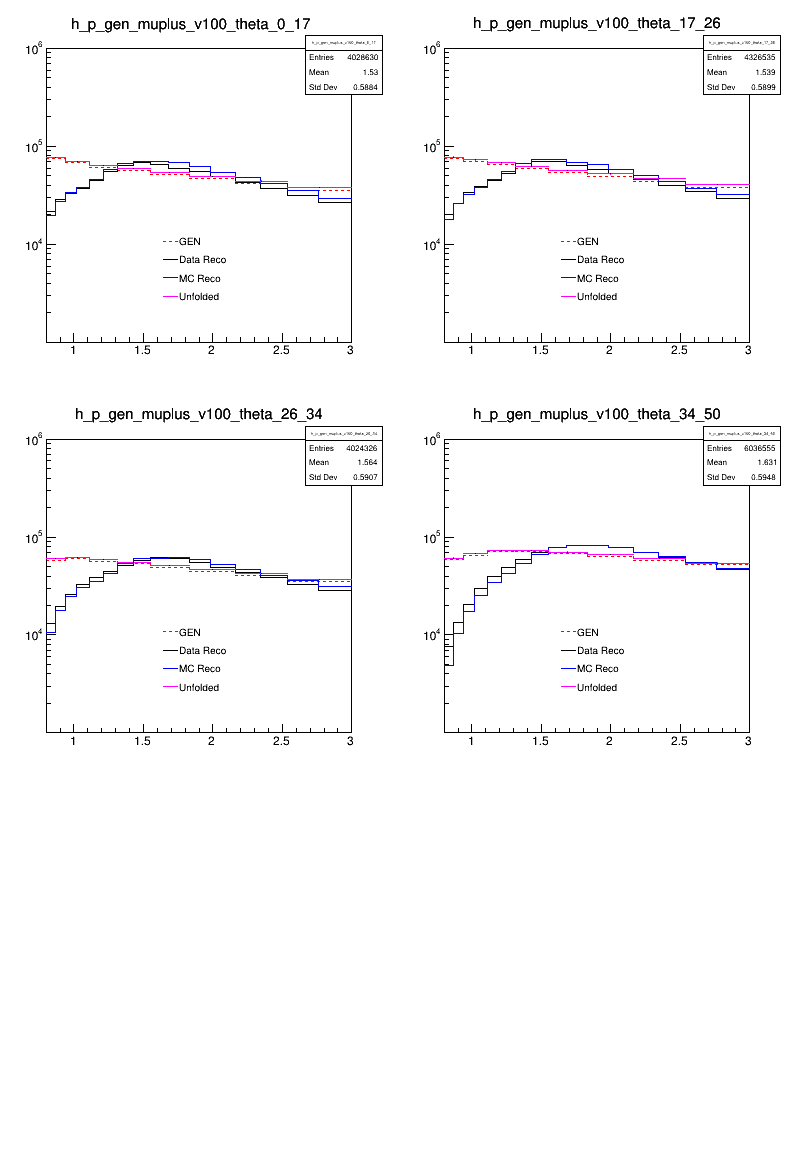 h_p_gen_muplus_v100_theta_0_17
h_p_gen_muplus_v100_theta_0_17
Entries 4028630
Mean 1.53
Std Dev 0.5884
10^6
10^5
10^4
GEN
Data Reco
MC Reco
Unfolded
1 1.5 2 2.5 3
h_p_gen_muplus_v100_theta_17_26
h_p_gen_muplus_v100_theta_17_26
Entries 4326535
Mean 1.539
Std Dev 0.5899
10^6
10^5
10^4
GEN
Data Reco
MC Reco
Unfolded
1 1.5 2 2.5 3
h_p_gen_muplus_v100_theta_26_34
h_p_gen_muplus_v100_theta_26_34
Entries 4024326
Mean 1.564
Std Dev 0.5907
10^6
10^5
10^4
GEN
Data Reco
MC Reco
Unfolded
1 1.5 2 2.5 3
h_p_gen_muplus_v100_theta_34_50
h_p_gen_muplus_v100_theta_34_50
Entries 6036555
Mean 1.631
Std Dev 0.5948
10^6
10^5
10^4
GEN
Data Reco
MC Reco
Unfolded
1 1.5 2 2.5 3